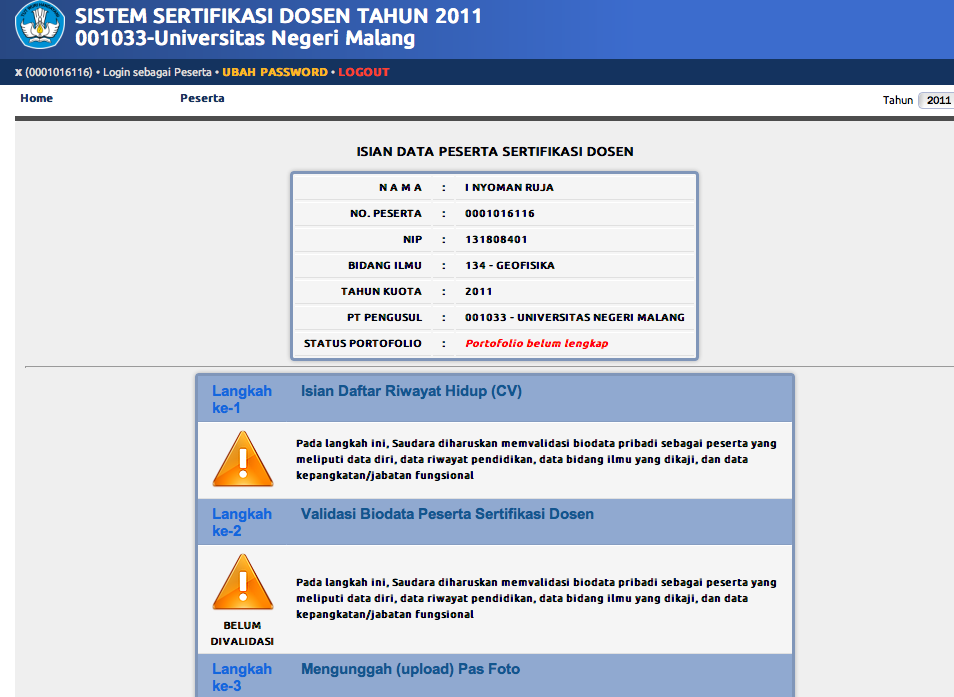 SISTEM SERTIFIKASI DOSEN TAHUN 2011
001033-Universitas Negeri Malang
x (0001016116) • Login sebagai Peserta • UBAH PASSWORD • LOGOUT
Home Peserta Tahun 2011
ISIAN DATA PESERTA SERTIFIKASI DOSEN
N A M A : I NYOMAN RUJA
NO. PESERTA : 0001016116
NIP : 131808401
BIDANG ILMU : 134 - GEOFISIKA
TAHUN KUOTA : 2011
PT PENGUSUL : 001033 - UNIVERSITAS NEGERI MALANG
STATUS PORTOFOLIO : Portofolio belum lengkap
Langkah ke-1 Isian Daftar Riwayat Hidup (CV)
Pada langkah ini, Saudara diharuskan memvalidasi biodata pribadi sebagai peserta yang
meliputi data diri, data riwayat pendidikan, data bidang ilmu yang dikaji, dan data
kepangkatan/jabatan fungsional
Langkah ke-2 Validasi Biodata Peserta Sertifikasi Dosen
Pada langkah ini, Saudara diharuskan memvalidasi biodata pribadi sebagai peserta yang
meliputi data diri, data riwayat pendidikan, data bidang ilmu yang dikaji, dan data
kepangkatan/jabatan fungsional
BELUM
DIVALIDASI
Langkah ke-3 Mengunggah (upload) Pas Foto